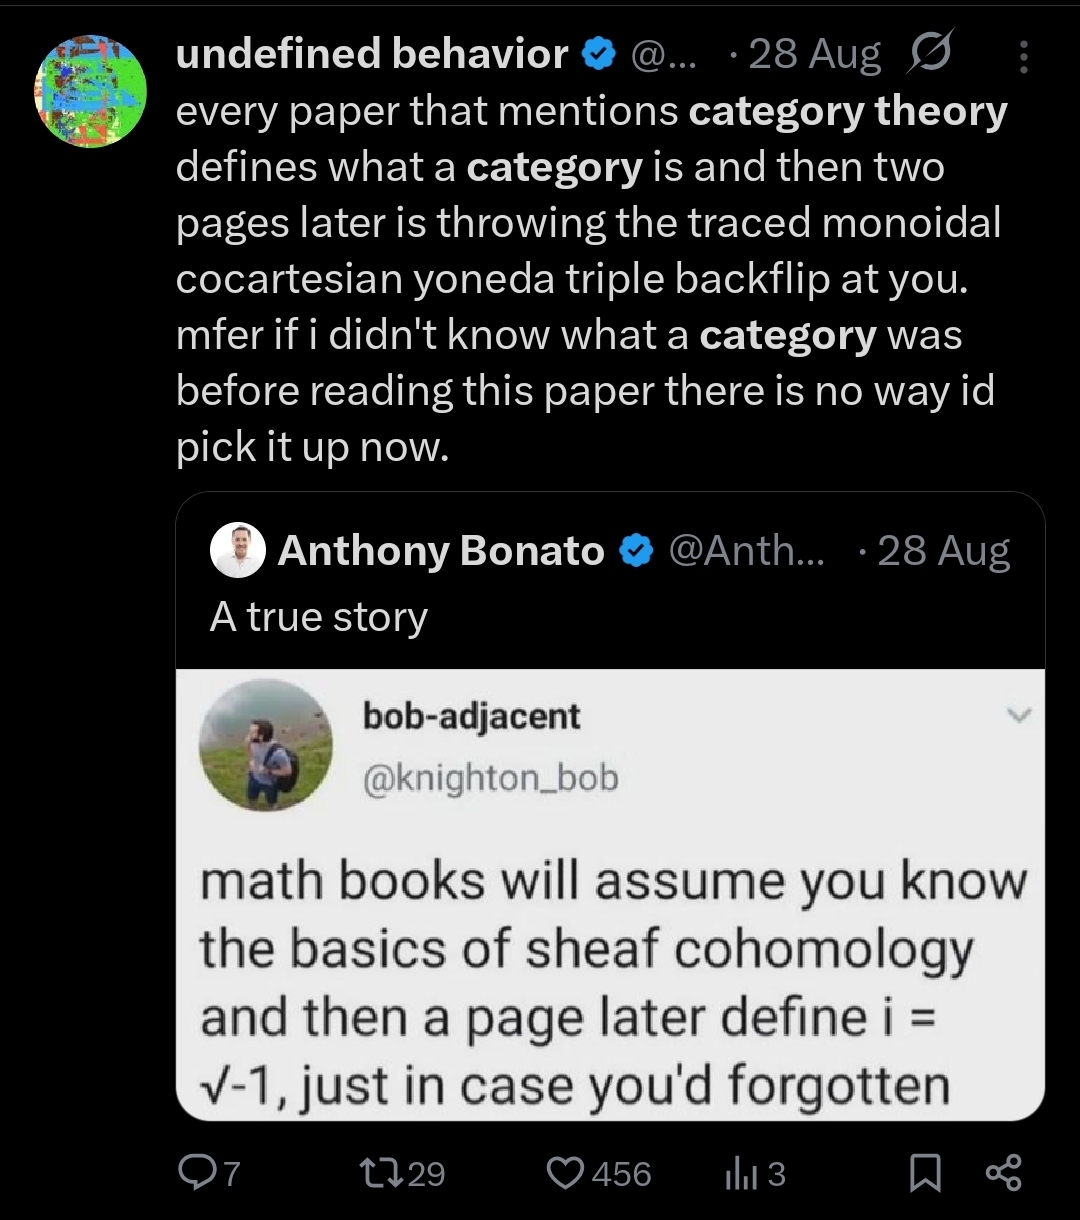 undefined behavior @... · 28 Aug
every paper that mentions category theory
defines what a category is and then two
pages later is throwing the traced monoidal
cocartesian yoneda triple backflip at you.
mfer if i didn't know what a category was
before reading this paper there is no way id
pick it up now.
Anthony Bonato @Anth... · 28 Aug
A true story
bob-adjacent
@knighton_bob
math books will assume you know
the basics of sheaf cohomology
and then a page later define i =
√-1, just in case you'd forgotten
7 29 456 3